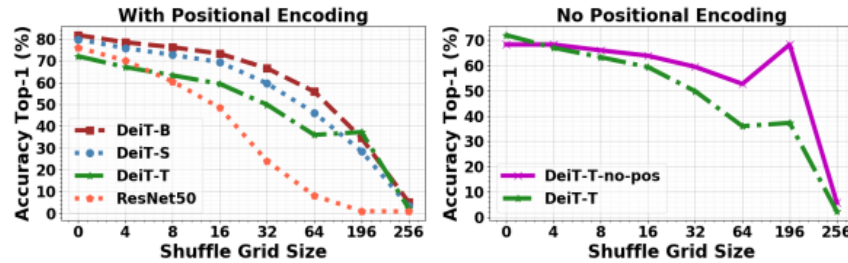 With Positional Encoding
Accuracy Top-1 (%)
80
70
60
50
40
30
20
10
0
DeiT-B
DeiT-S
DeiT-T
ResNet50
0 4 8 16 32 64 196 256
Shuffle Grid Size
No Positional Encoding
Accuracy Top-1 (%)
70
60
50
40
30
20
10
0
DeiT-T-no-pos
DeiT-T
0 4 8 16 32 64 196 256
Shuffle Grid Size